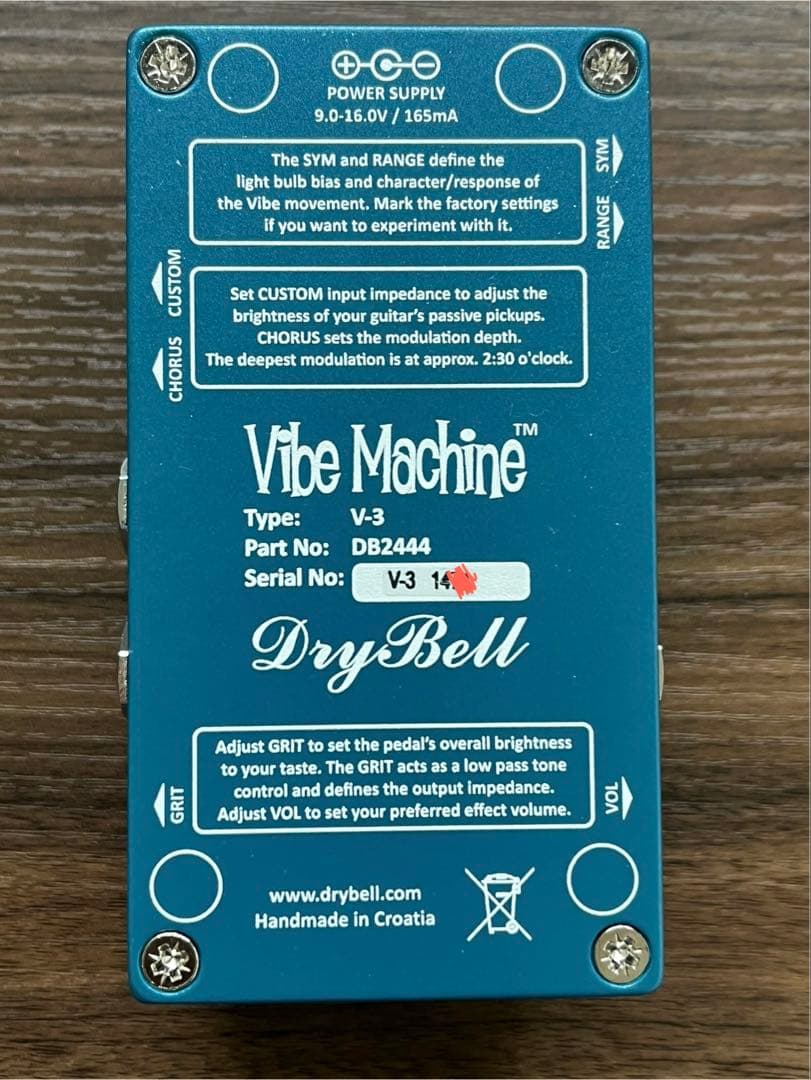 POWER SUPPLY
9.0-16.0V / 165mA
The SYM and RANGE define the
light bulb bias and character/response of
the Vibe movement. Mark the factory settings
if you want to experiment with it.
SYM
RANGE
CUSTOM
CHORUS
Set CUSTOM input impedance to adjust the
brightness of your guitar's passive pickups.
CHORUS sets the modulation depth.
The deepest modulation is at approx. 2:30 o'clock.
Vibe Machine™
Type: V-3
Part No: DB2444
Serial No: V-3
DryBell
Adjust GRIT to set the pedal's overall brightness
to your taste. The GRIT acts as a low pass tone
control and defines the output impedance.
Adjust VOL to set your preferred effect volume.
GRIT
VOL
www.drybell.com
Handmade in Croatia